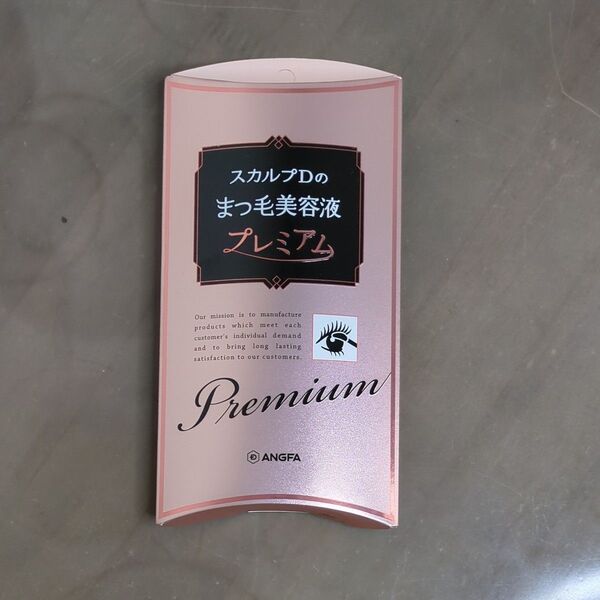 スカルプDの
まつ毛美容液
プレミアム
Our mission is to manufacture
products which meet each
customer's individual demand
and to bring long lasting
satisfaction to our customers.
Premium
ANGFA